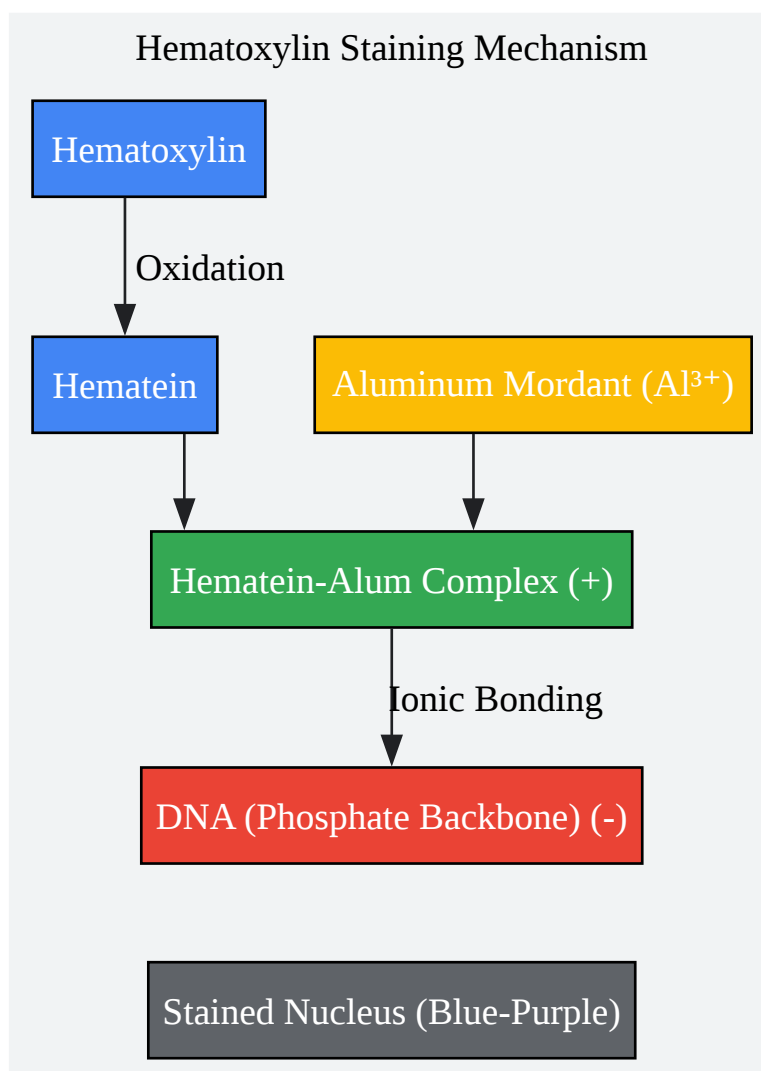 Hematoxylin Staining Mechanism
Hematoxylin
Oxidation
Hematein
Aluminum Mordant (Al³⁺)
Hematein-Alum Complex (+)
Ionic Bonding
DNA (Phosphate Backbone) (-)
Stained Nucleus (Blue-Purple)